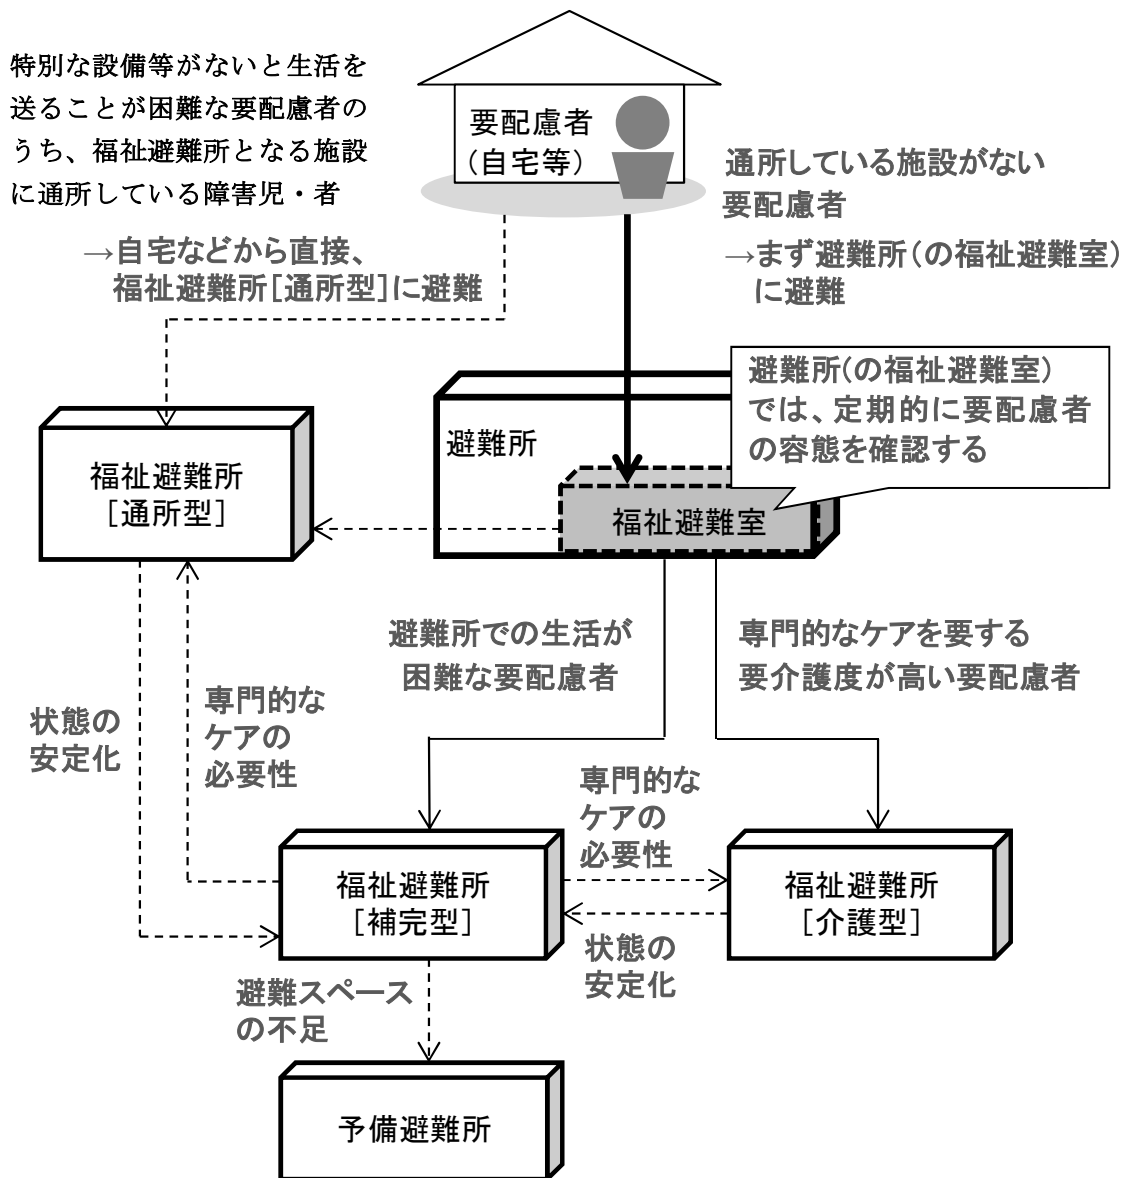 特別な設備等がないと生活を
送ることが困難な要配慮者の
うち、福祉避難所となる施設
に通所している障害児・者
→自宅などから直接、
福祉避難所[通所型]に避難
要配慮者
(自宅等)
通所している施設がない
要配慮者
→まず避難所(の福祉避難室)
に避難
避難所(の福祉避難室)
では、定期的に要配慮者
の容態を確認する
避難所
福祉避難室
福祉避難所
[通所型]
避難所での生活が
困難な要配慮者
専門的なケアを要する
要介護度が高い要配慮者
状態の
安定化
専門的な
ケアの
必要性
専門的な
ケアの
必要性
福祉避難所
[補完型]
福祉避難所
[介護型]
状態の
安定化
避難スペース
の不足
予備避難所